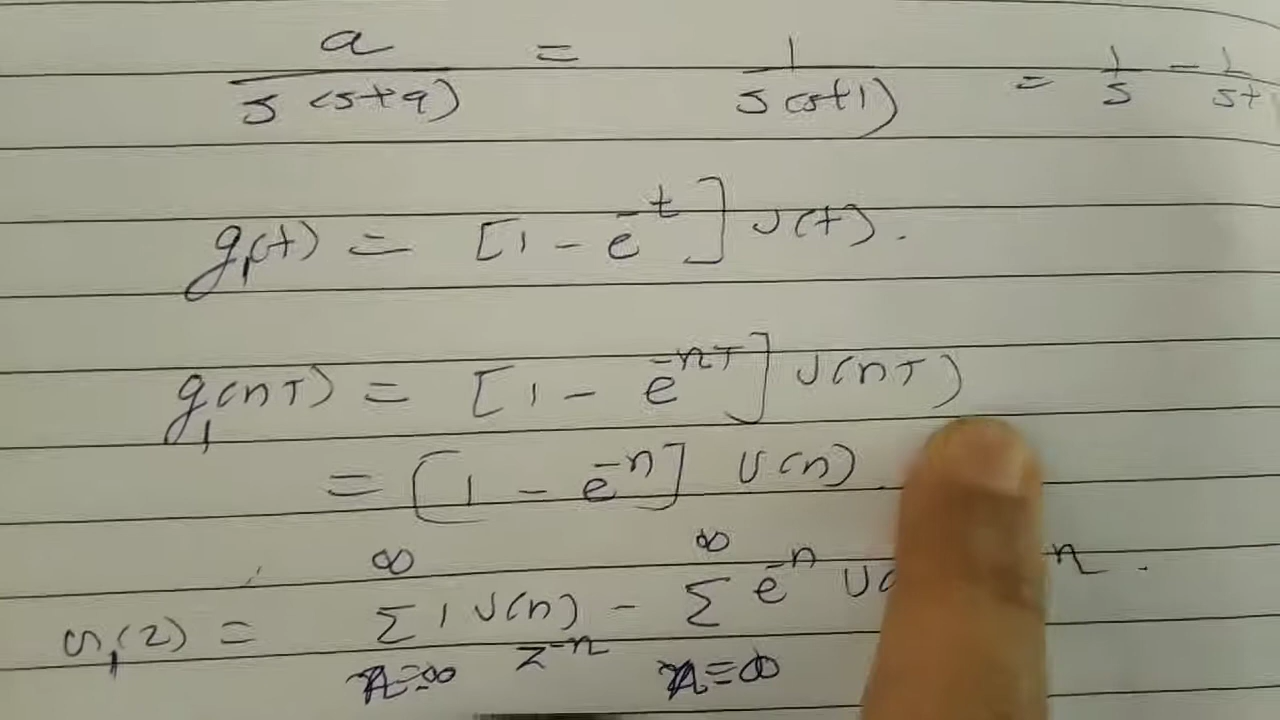 a/s(s+a) = 1/s(s+1) = 1/s - 1/s+
g₁(t) = [1 - e^-t] U(t).
g₁(nT) = [1 - e^-nT] U(nT)
= [1 - e^-n] U(n).
G₁(z) = ∞ Σ n=-∞ 1 U(n) z^-n - ∞ Σ n=∞ e^-n U( n.